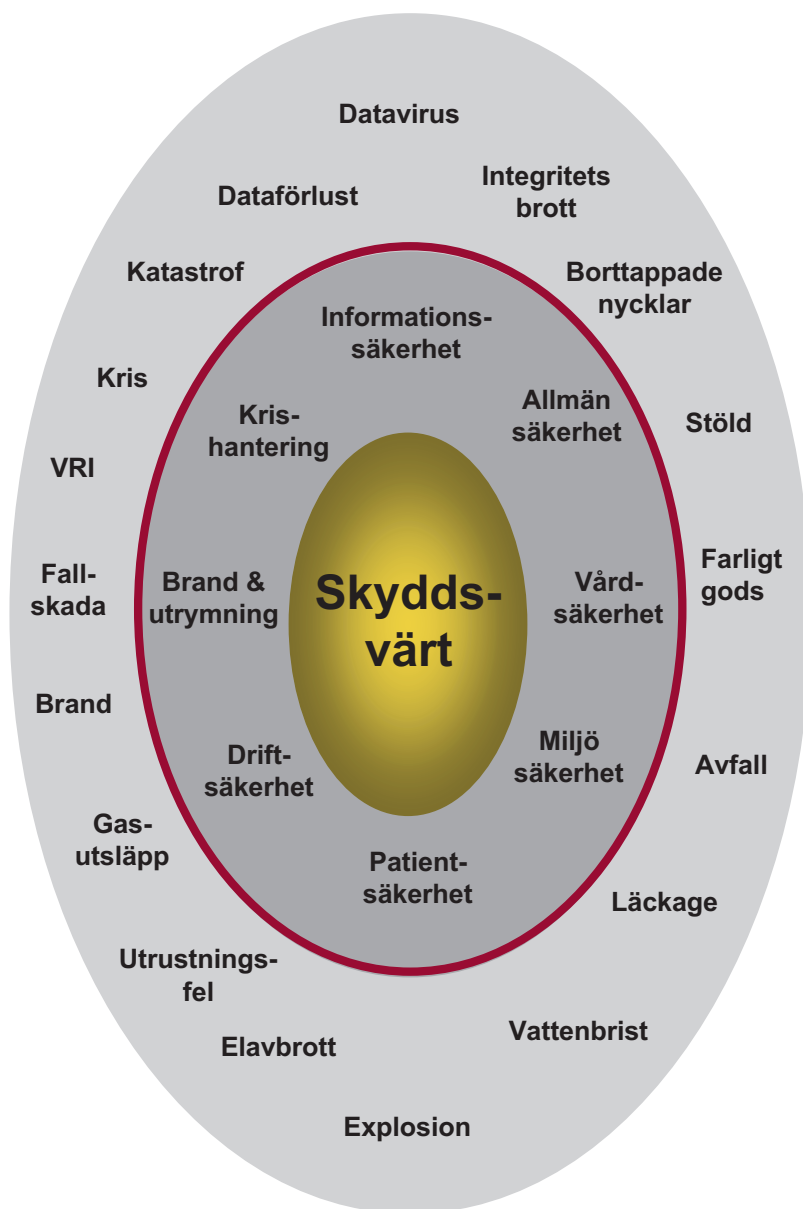 Datavirus
Dataförlust
Integritets
brott
Katastrof
Borttappade
nycklar
Informations-
säkerhet
Kris
Kris-
hantering
Allmän
säkerhet
Stöld
VRI
Fall-
skada
Brand &
utrymning
Skydds-
värt
Vård-
säkerhet
Farligt
gods
Brand
Drift-
säkerhet
Miljö
säkerhet
Avfall
Gas-
utsläpp
Patient-
säkerhet
Läckage
Utrustnings-
fel
Elavbrott
Vattenbrist
Explosion